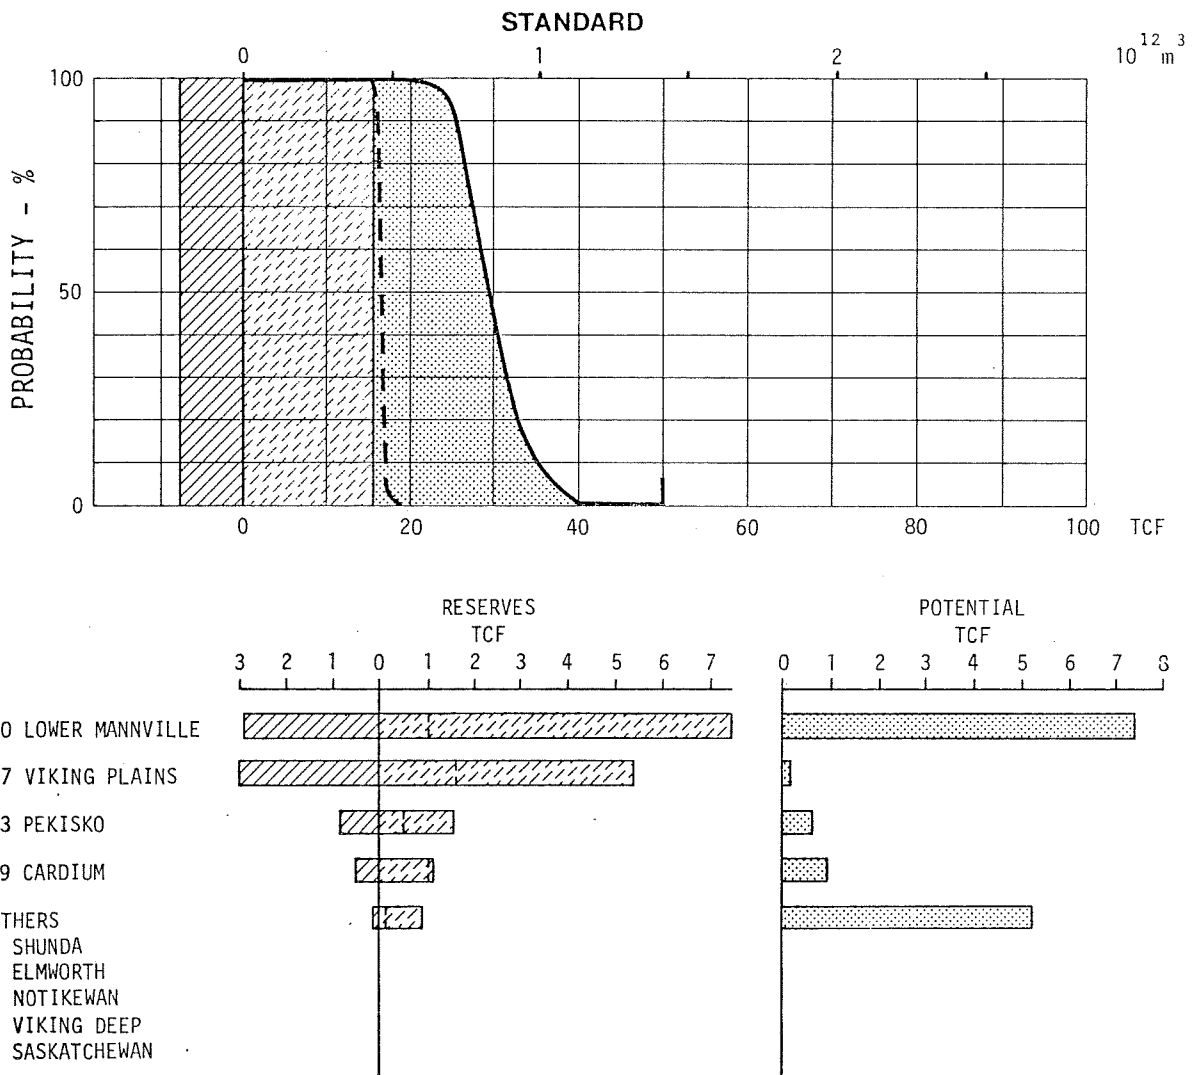 STANDARD
0 1 2 10^12 m^3
100
50
0
PROBABILITY - %
0 20 40 60 80 100 TCF
RESERVES
TCF
3 2 1 0 1 2 3 4 5 6 7
POTENTIAL
TCF
0 1 2 3 4 5 6 7 8
0 LOWER MANNVILLE
7 VIKING PLAINS
3 PEKISKO
9 CARDIUM
THERS
SHUNDA
ELMWORTH
NOTIKEWAN
VIKING DEEP
SASKATCHEWAN